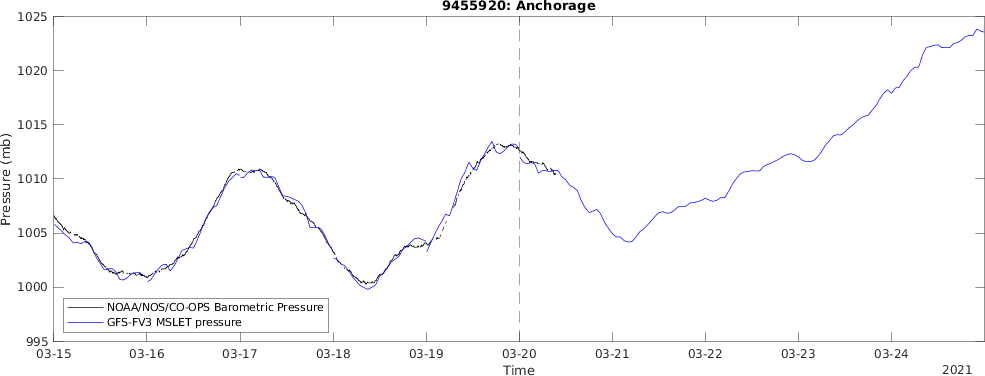 9455920: Anchorage
1025
1020
1015
1010
1005
1000
995
Pressure (mb)
NOAA/NOS/CO-OPS Barometric Pressure
GFS-FV3 MSLET pressure
03-15 03-16 03-17 03-18 03-19 03-20 03-21 03-22 03-23 03-24
Time
2021